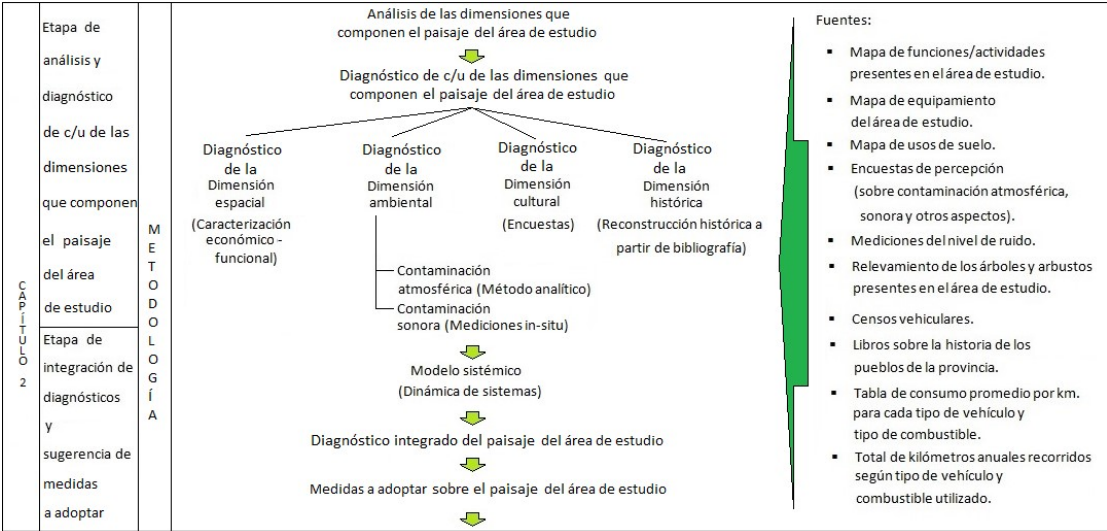 CAPÍTULO 2
Etapa de
análisis y
diagnóstico
de c/u de las
dimensiones
que componen
el paisaje
del área
de estudio
Etapa de
integración de
diagnósticos
y
sugerencia de
medidas
a adoptar
METODOLOGÍA
Análisis de las dimensiones que
componen el paisaje del área de estudio
Diagnóstico de c/u de las dimensiones que
componen el paisaje del área de estudio
Diagnóstico
de la
Dimensión
espacial
(Caracterización
económico -
funcional)
Diagnóstico
de la
Dimensión
ambiental
Contaminación
atmosférica (Método analítico)
Contaminación
sonora (Mediciones in-situ)
Diagnóstico
de la
Dimensión
cultural
(Encuestas)
Diagnóstico
de la
Dimensión
histórica
(Reconstrucción histórica a
partir de bibliografía)
Modelo sistémico
(Dinámica de sistemas)
Diagnóstico integrado del paisaje del área de estudio
Medidas a adoptar sobre el paisaje del área de estudio
Fuentes:
▪ Mapa de funciones/actividades
presentes en el área de estudio.
▪ Mapa de equipamiento
del área de estudio.
▪ Mapa de usos de suelo.
▪ Encuestas de percepción
(sobre contaminación atmosférica,
sonora y otros aspectos).
▪ Mediciones del nivel de ruido.
▪ Relevamiento de los árboles y arbustos
presentes en el área de estudio.
▪ Censos vehiculares.
▪ Libros sobre la historia de los
pueblos de la provincia.
▪ Tabla de consumo promedio por km.
para cada tipo de vehículo y
tipo de combustible.
▪ Total de kilómetros anuales recorridos
según tipo de vehículo y
combustible utilizado.